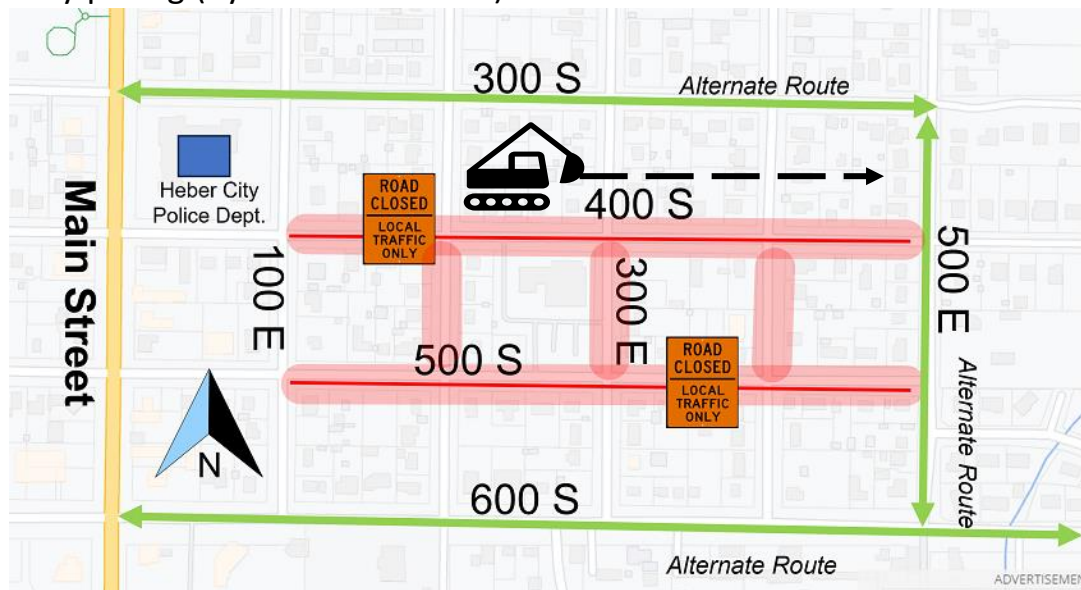 300 S
Alternate Route
Heber City
Police Dept.
ROAD
CLOSED
LOCAL
TRAFFIC
ONLY
400 S
Main Street
100 E
300 E
500 E
500 S
ROAD
CLOSED
LOCAL
TRAFFIC
ONLY
Alternate Route
N
600 S
Alternate Route
ADVERTISEME